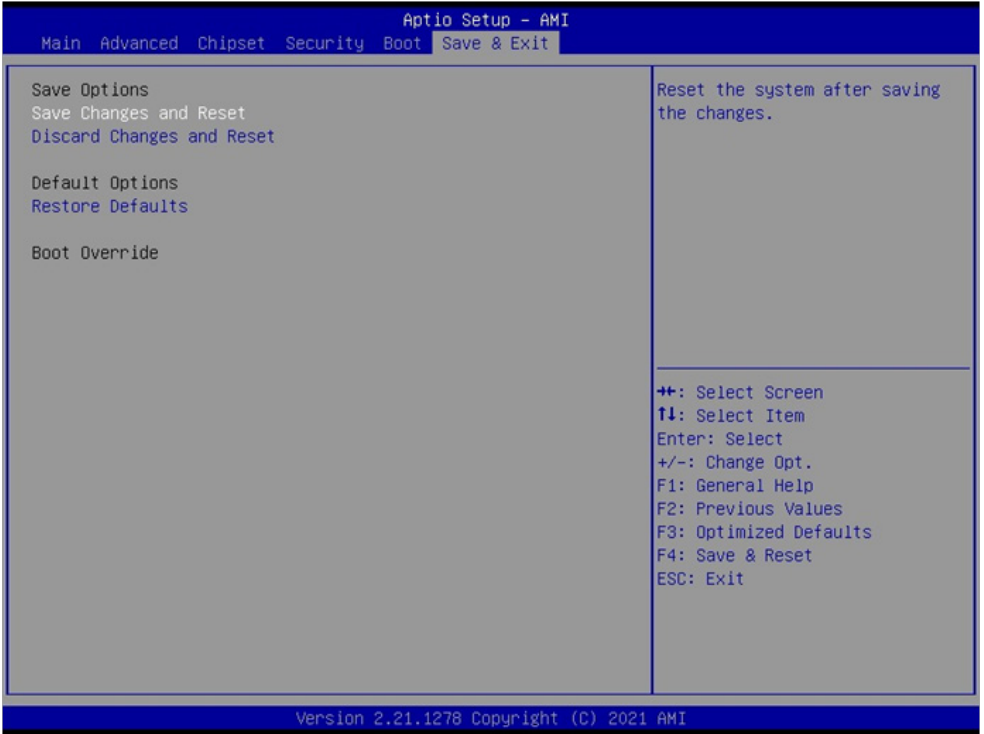 Aptio Setup – AMI
Main Advanced Chipset Security Boot Save & Exit
Save Options
Save Changes and Reset
Discard Changes and Reset
Default Options
Restore Defaults
Boot Override
Reset the system after saving
the changes.
→←: Select Screen
↑↓: Select Item
Enter: Select
+/-: Change Opt.
F1: General Help
F2: Previous Values
F3: Optimized Defaults
F4: Save & Reset
ESC: Exit
Version 2.21.1278 Copyright (C) 2021 AMI